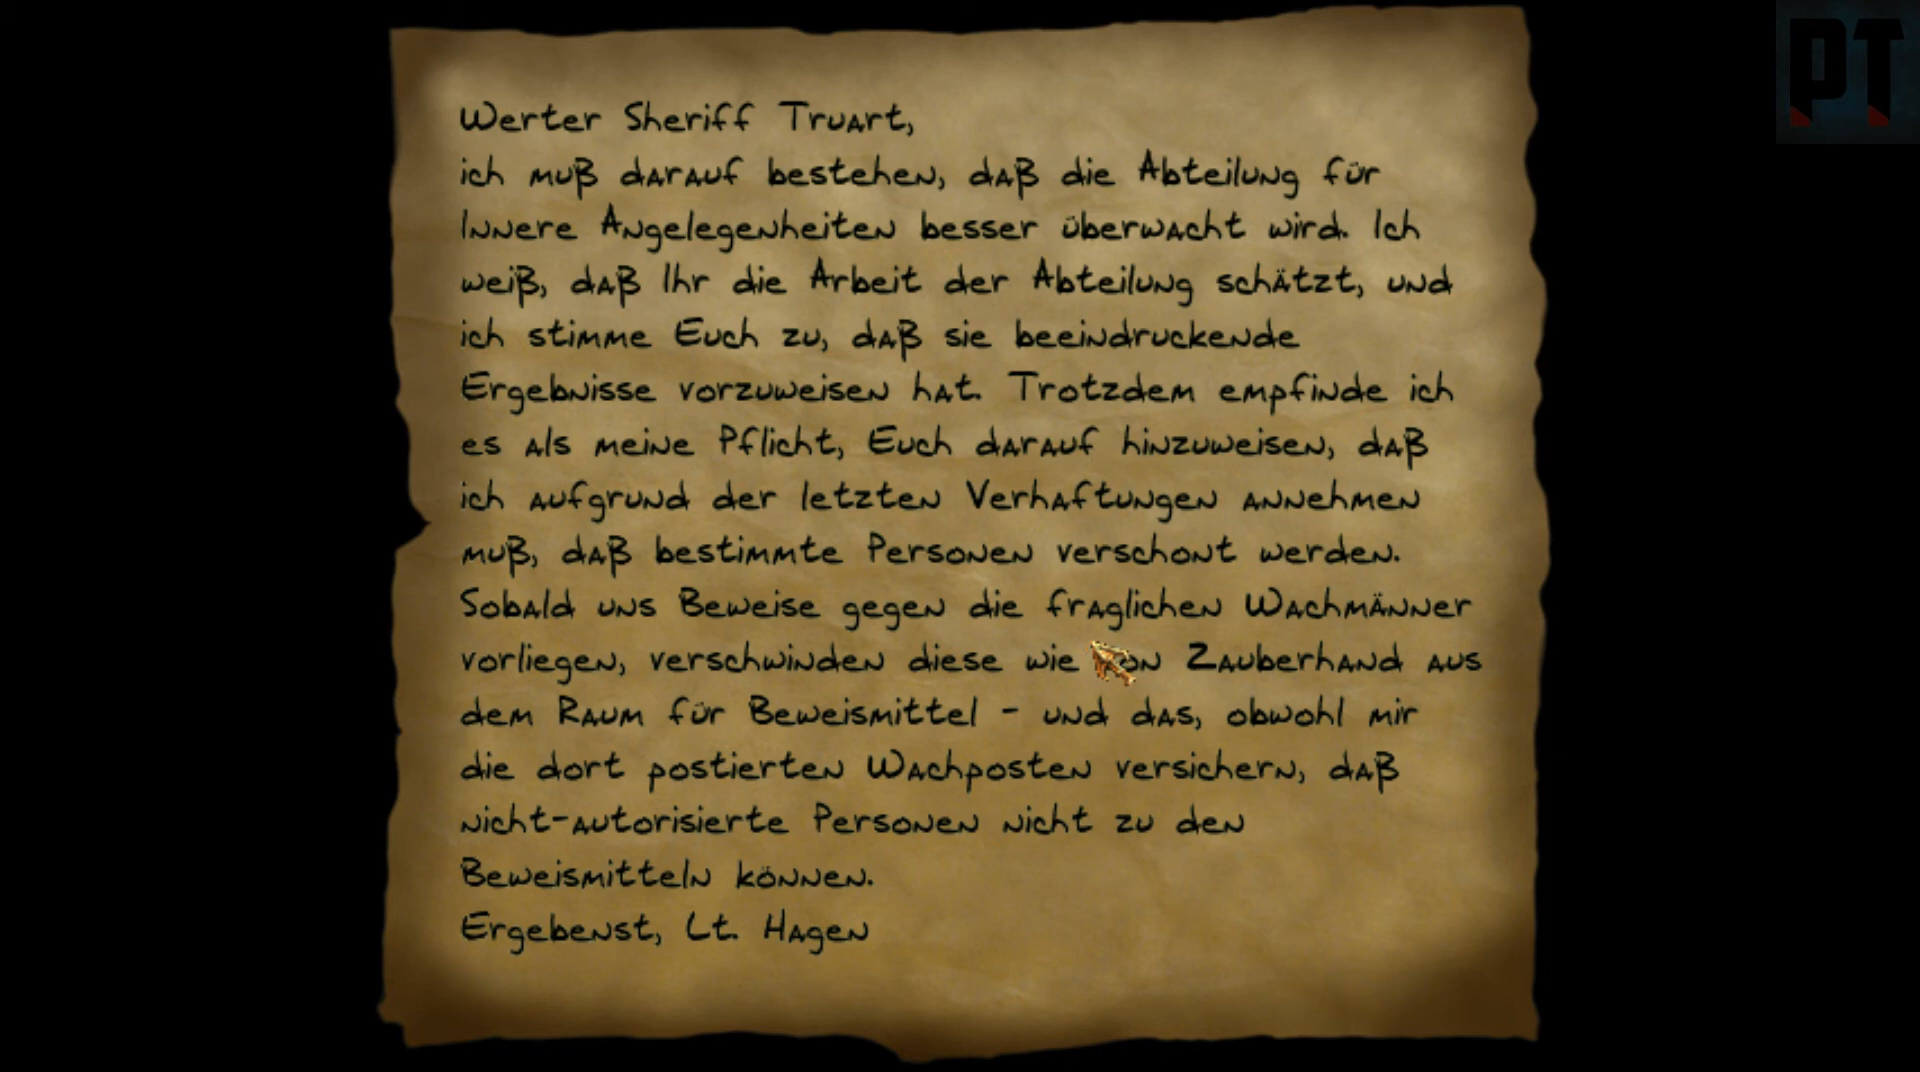 Werter Sheriff Truart,
ich muß darauf bestehen, daß die Abteilung für
Innere Angelegenheiten besser überwacht wird. Ich
weiß, daß Ihr die Arbeit der Abteilung schätzt, und
ich stimme Euch zu, daß sie beeindruckende
Ergebnisse vorzuweisen hat. Trotzdem empfinde ich
es als meine Pflicht, Euch darauf hinzuweisen, daß
ich aufgrund der letzten Verhaftungen annehmen
muß, daß bestimmte Personen verschont werden.
Sobald uns Beweise gegen die fraglichen Wachmänner
vorliegen, verschwinden diese wie von Zauberhand aus
dem Raum für Beweismittel - und das, obwohl mir
die dort postierten Wachposten versichern, daß
nicht-autorisierte Personen nicht zu den
Beweismitteln können.
Ergebenst, Lt. Hagen
PT